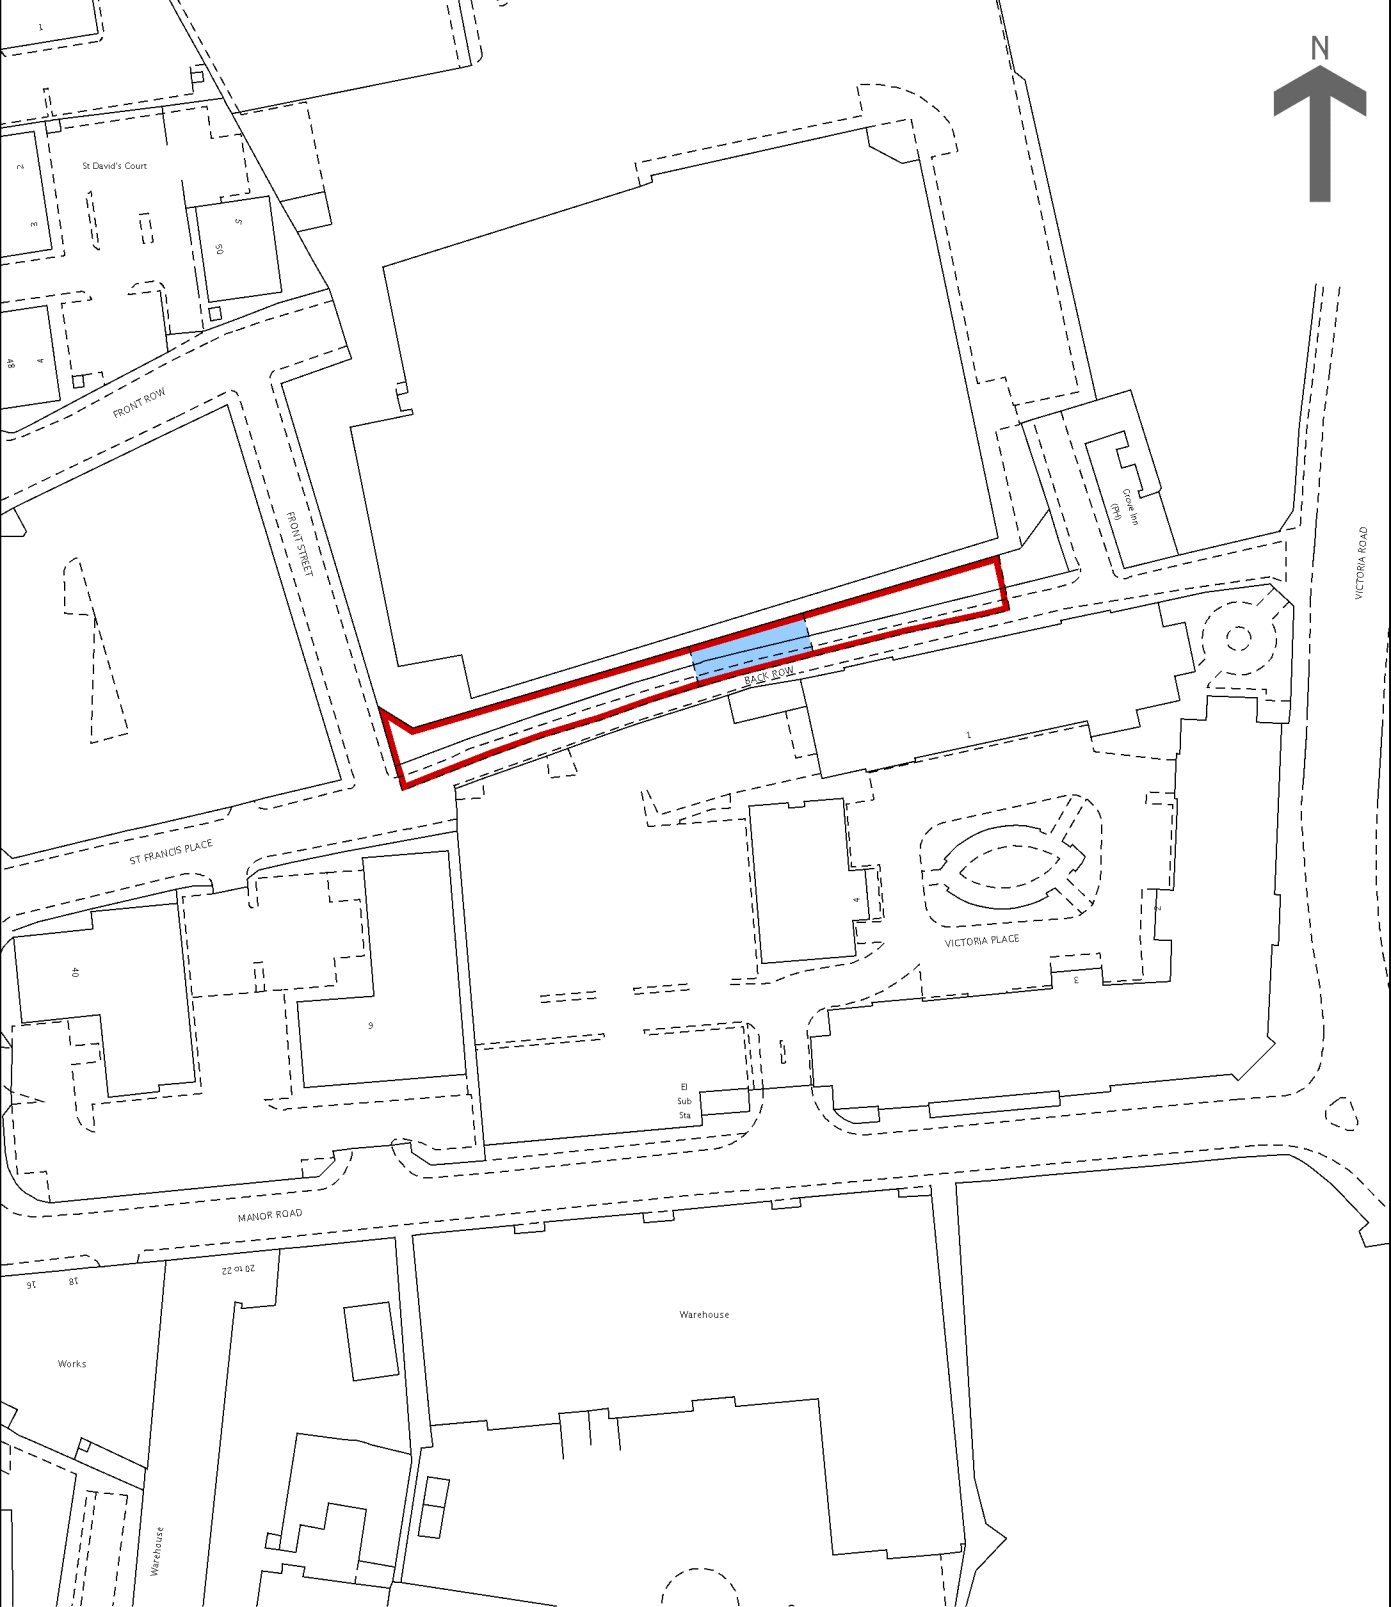 1
N
2
St David's Court
3
S
50
48
4
FRONT ROW
FRONT STREET
Grove Inn
(PH)
VICTORIA ROAD
BACK ROW
1
ST FRANCIS PLACE
4
2
VICTORIA PLACE
40
3
6
El
Sub
Sta
MANOR ROAD
16
18
20 to 22
Warehouse
Works
Warehouse